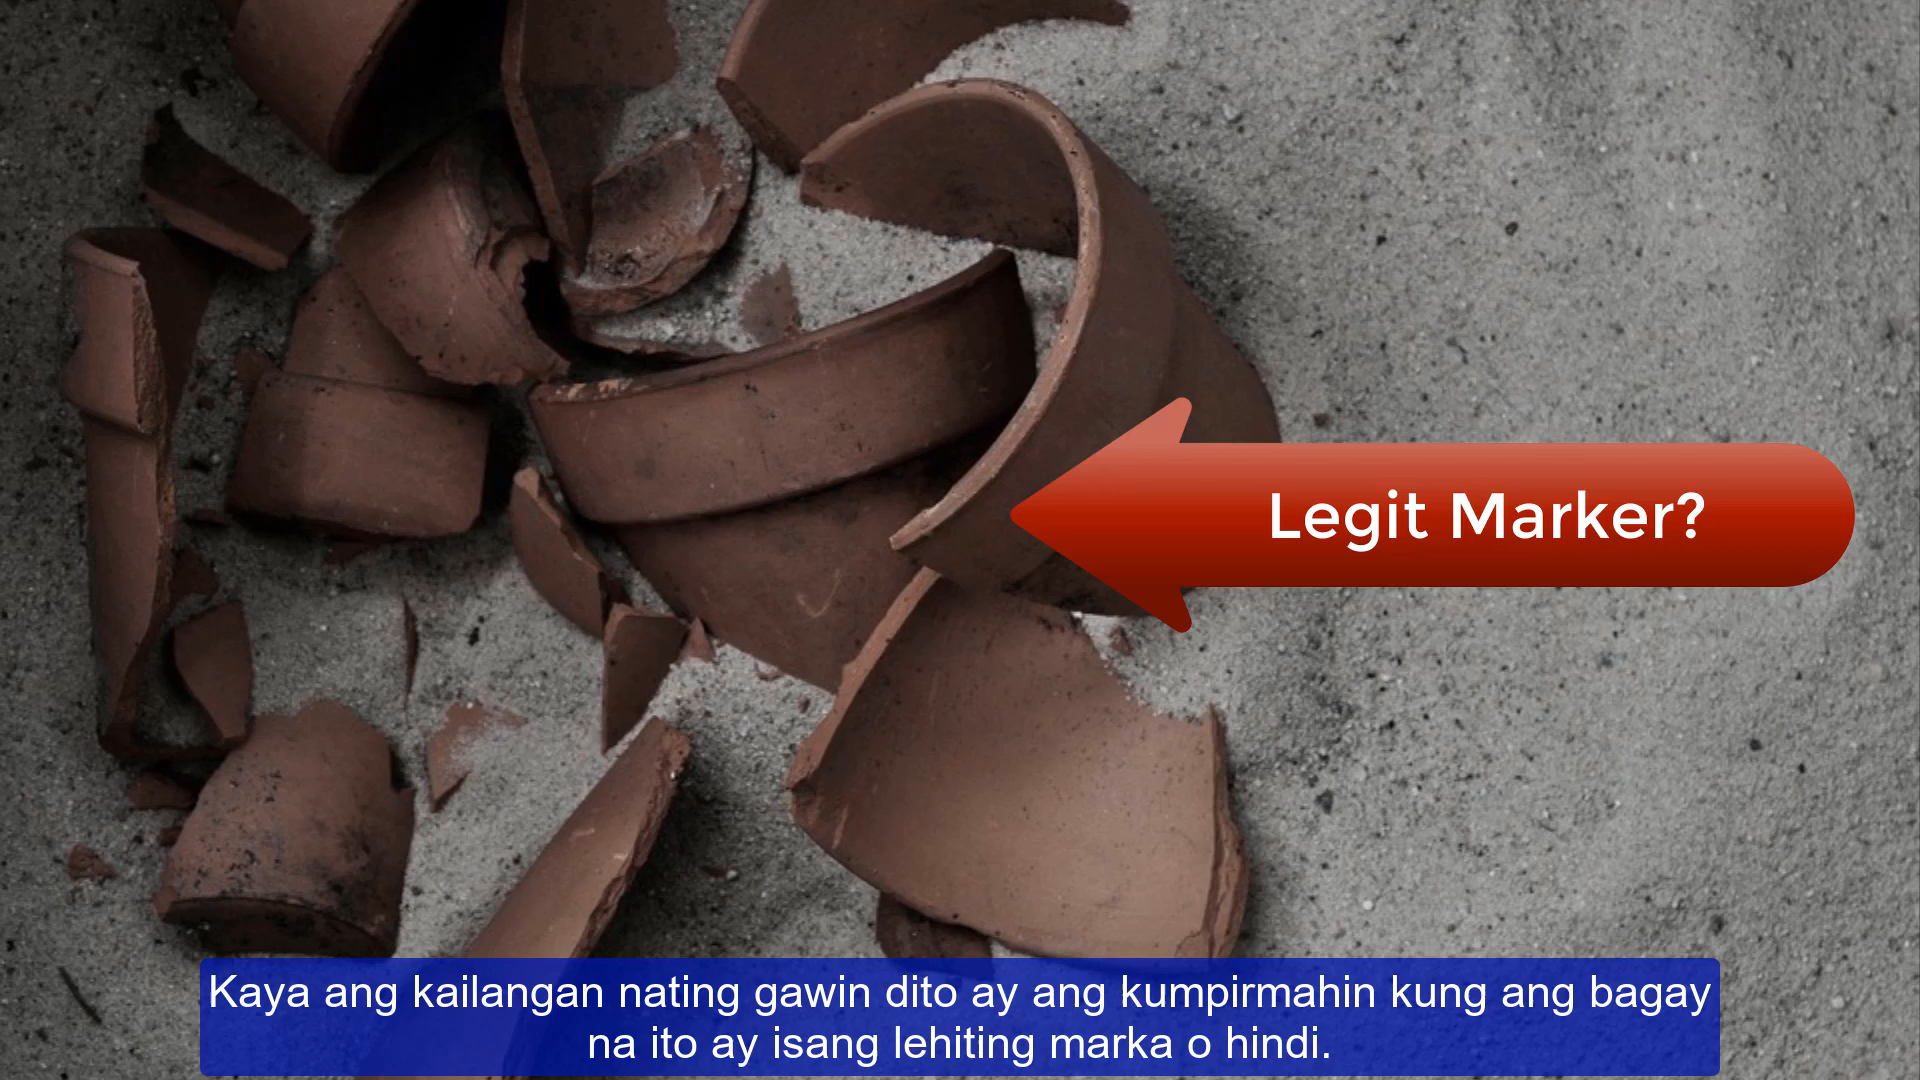 Legit Marker?
Kaya ang kailangan nating gawin dito ay ang kumpirmahin kung ang bagay
na ito ay isang lehiting marka o hindi.